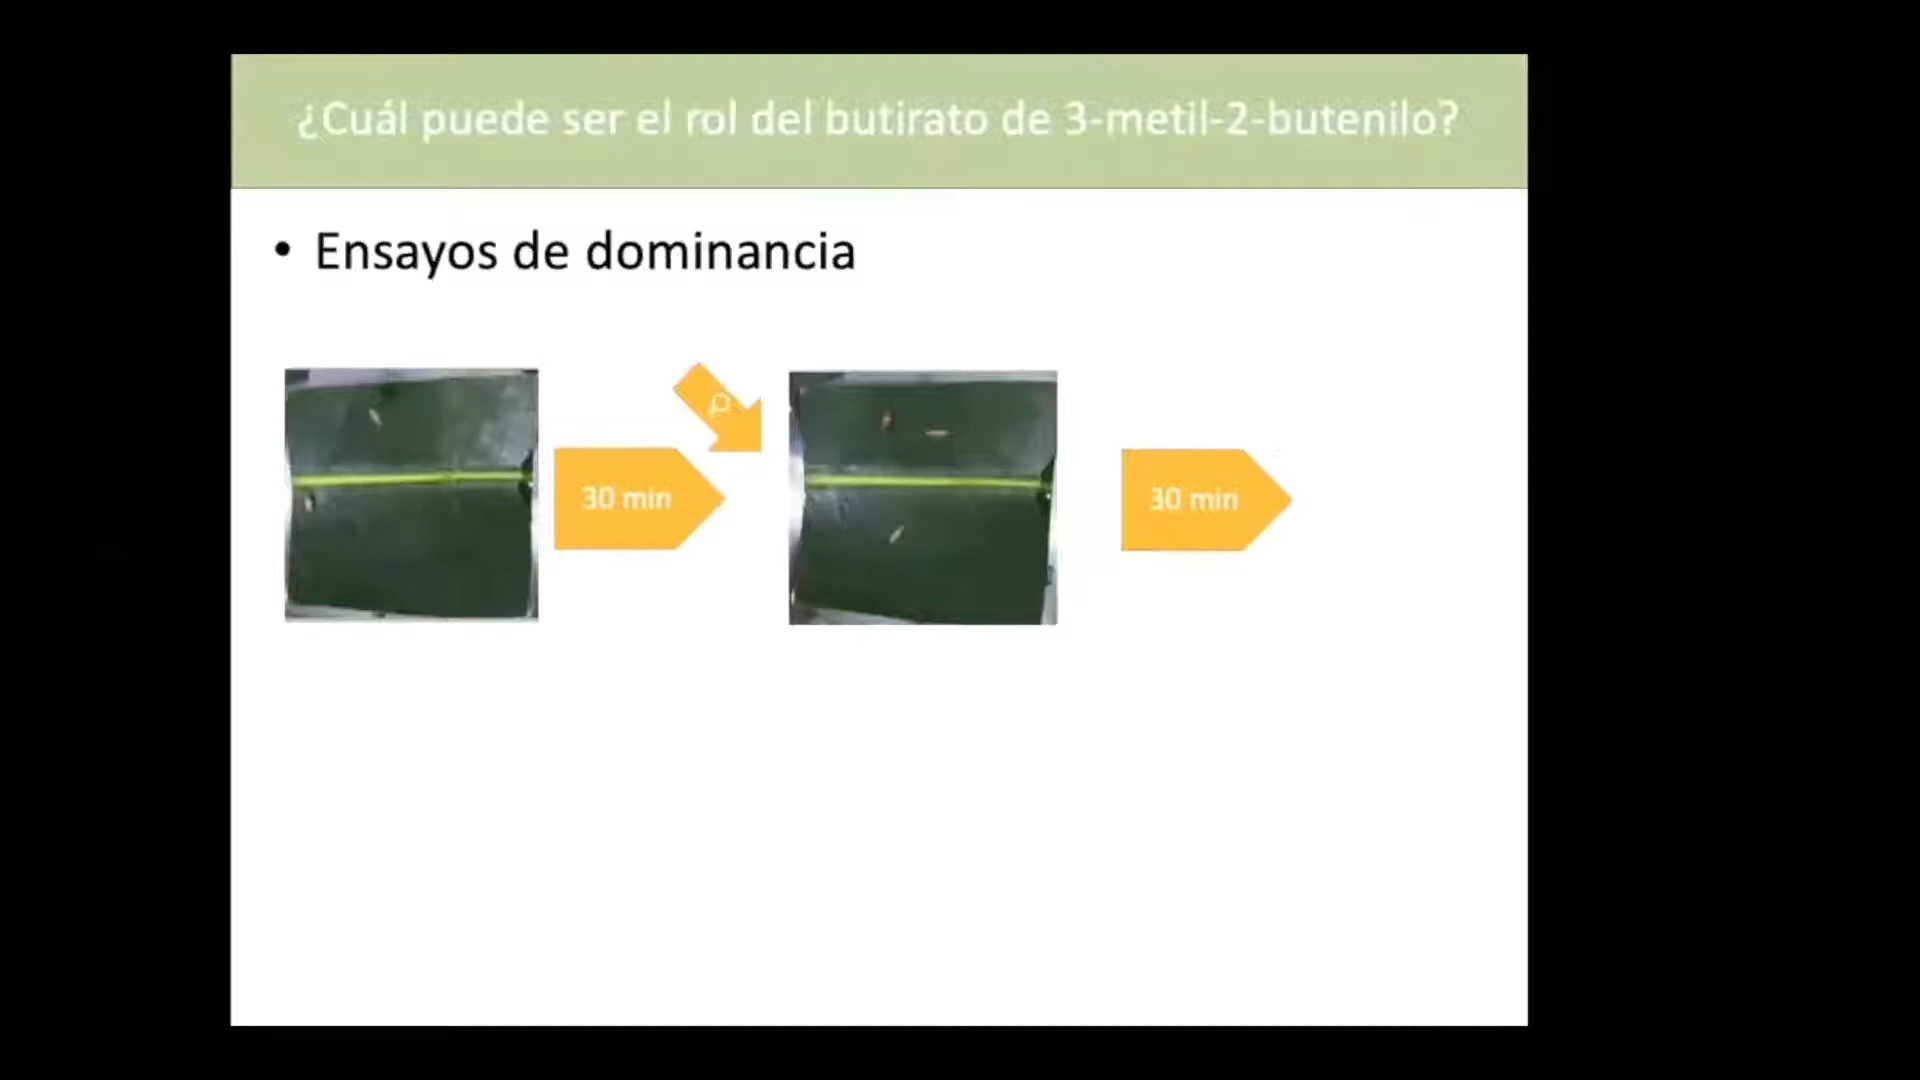 ¿Cuál puede ser el rol del butirato de 3-metil-2-butenilo?
• Ensayos de dominancia
30 min
30 min